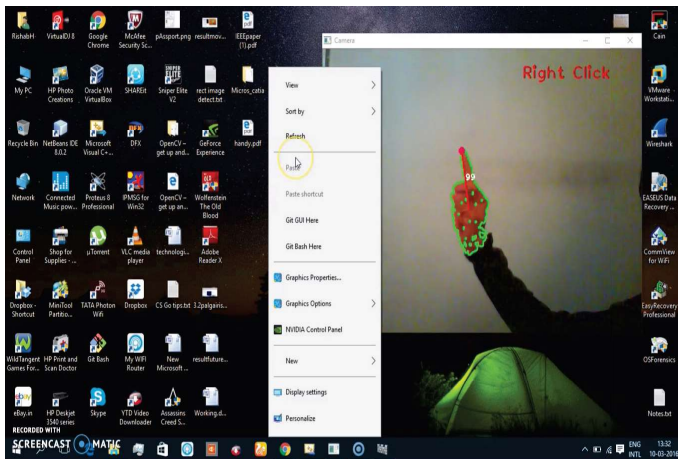 RishabH
VirtualDJ 8
Google
Chrome
McAfee
Security Sc...
pAssport.png
resultmov...
IEEEpaper
(1).pdf
Camera
Right Click
99
Cain
My PC
HP Photo
Creations
Oracle VM
VirtualBox
SHAREit
Sniper Elite
V2
rect image
detect.txt
Micros_catia
VMware
Workstati...
Recycle Bin
NetBeans IDE
8.0.2
Microsoft
Visual C+...
DFX
OpenCV –
get up and...
GeForce
Experience
handy.pdf
Wireshark
Network
Connected
Music pow...
Proteus 8
Professional
IPMSG for
Win32
OpenCV –
get up an...
Wolfenstein
The Old
Blood
EASEUS Data
Recovery ...
Control
Panel
Shop for
Supplies - ...
µTorrent
VLC media
player
technologi...
Adobe
Reader X
CommView
for WiFi
Dropbox -
Shortcut
MiniTool
Partitio...
TATA Photon
Wifi
Dropbox
CS Go tips.txt
3.2palgairis...
EasyRecovery
Professional
WildTangent
Games For...
HP Print and
Scan Doctor
Git Bash
My WIFI
Router
New
Microsoft ...
resultfuture...
OSForensics
eBay.in
HP Deskjet
3540 series
Skype
YTD Video
Downloader
Assassins
Creed S...
Working.d...
Notes.txt
View
Sort by
Refresh
Paste
Paste shortcut
Git GUI Here
Git Bash Here
Graphics Properties...
Graphics Options
NVIDIA Control Panel
New
Display settings
Personalize
RECORDED WITH
SCREENCAST MATIC
ENG
INTL
13:32
10-03-2016